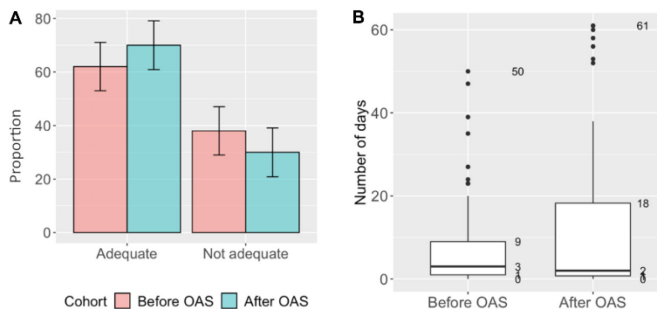 A
80
60
40
20
0
Proportion
Adequate
Not adequate
Cohort
Before OAS
After OAS
B
60
40
20
0
Number of days
50
9
3
1
0
61
18
2
0
Before OAS
After OAS